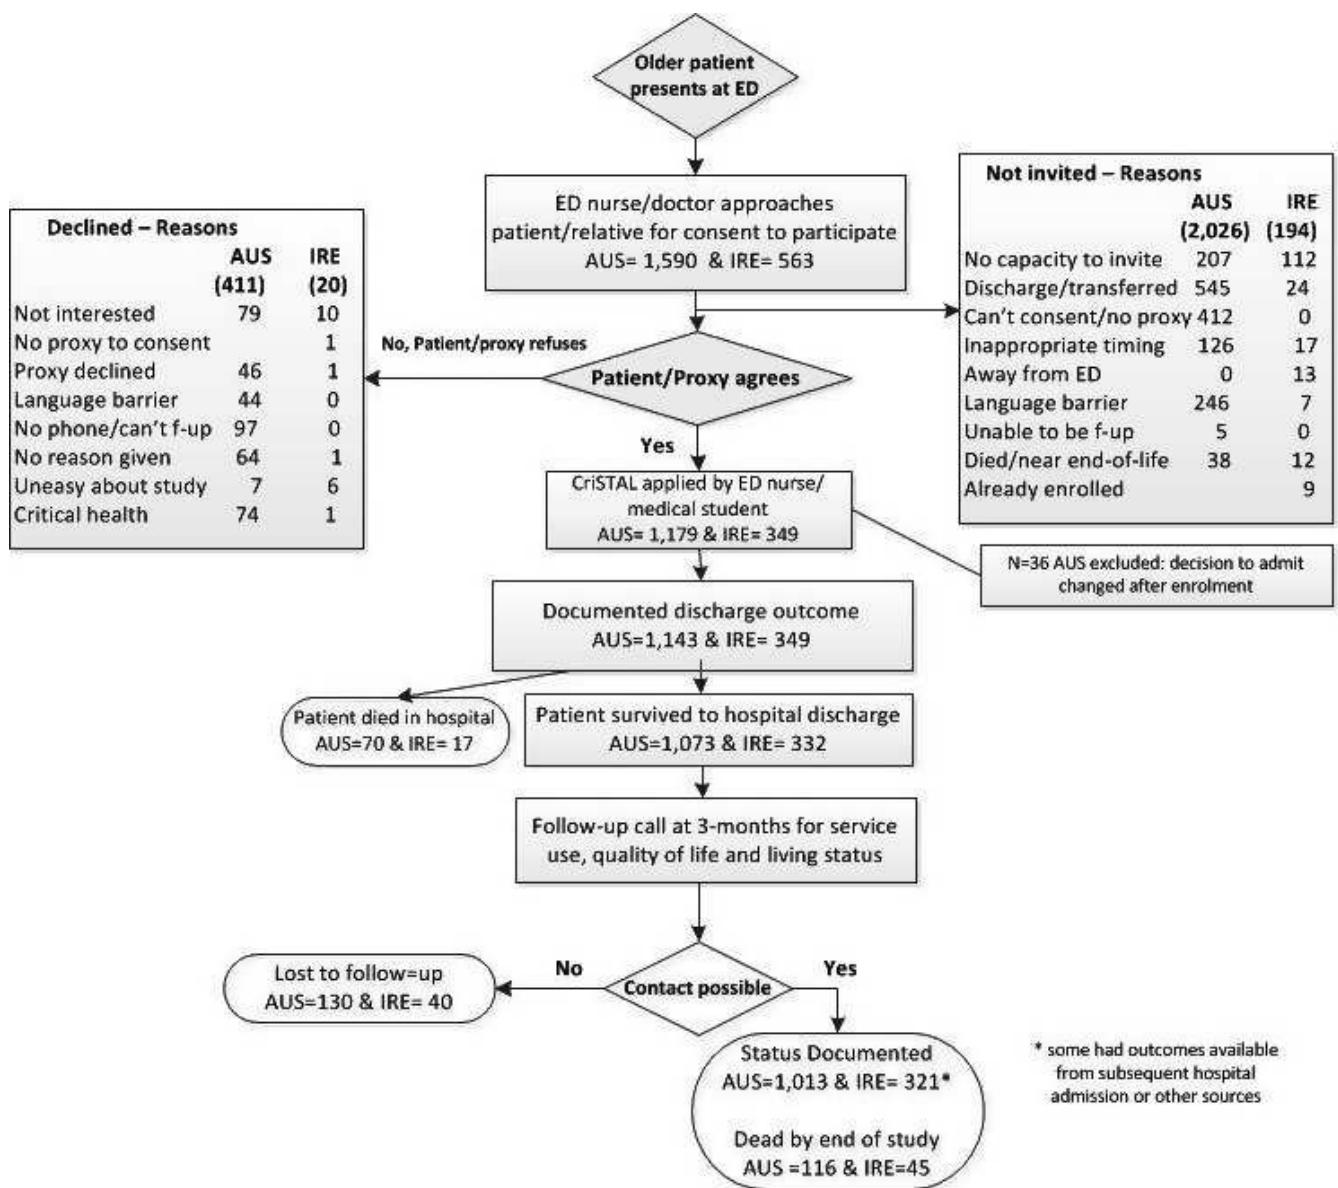 Older patient
presents at ED
ED nurse/doctor approaches
patient/relative for consent to participate
AUS= 1,590 & IRE= 563
Not invited – Reasons
AUS IRE
(2,026) (194)
No capacity to invite 207 112
Discharge/transferred 545 24
Can't consent/no proxy 412 0
Inappropriate timing 126 17
Away from ED 0 13
Language barrier 246 7
Unable to be f-up 5 0
Died/near end-of-life 38 12
Already enrolled 9
Declined – Reasons
AUS IRE
(411) (20)
Not interested 79 10
No proxy to consent 1
Proxy declined 46 1
Language barrier 44 0
No phone/can't f-up 97 0
No reason given 64 1
Uneasy about study 7 6
Critical health 74 1
No, Patient/proxy refuses
Patient/Proxy agrees
Yes
CriSTAL applied by ED nurse/
medical student
AUS= 1,179 & IRE= 349
N=36 AUS excluded: decision to admit
changed after enrolment
Documented discharge outcome
AUS=1,143 & IRE= 349
Patient died in hospital
AUS=70 & IRE= 17
Patient survived to hospital discharge
AUS=1,073 & IRE= 332
Follow-up call at 3-months for service
use, quality of life and living status
Contact possible
No
Yes
Lost to follow=up
AUS=130 & IRE= 40
Status Documented
AUS=1,013 & IRE= 321*
Dead by end of study
AUS =116 & IRE=45
* some had outcomes available
from subsequent hospital
admission or other sources